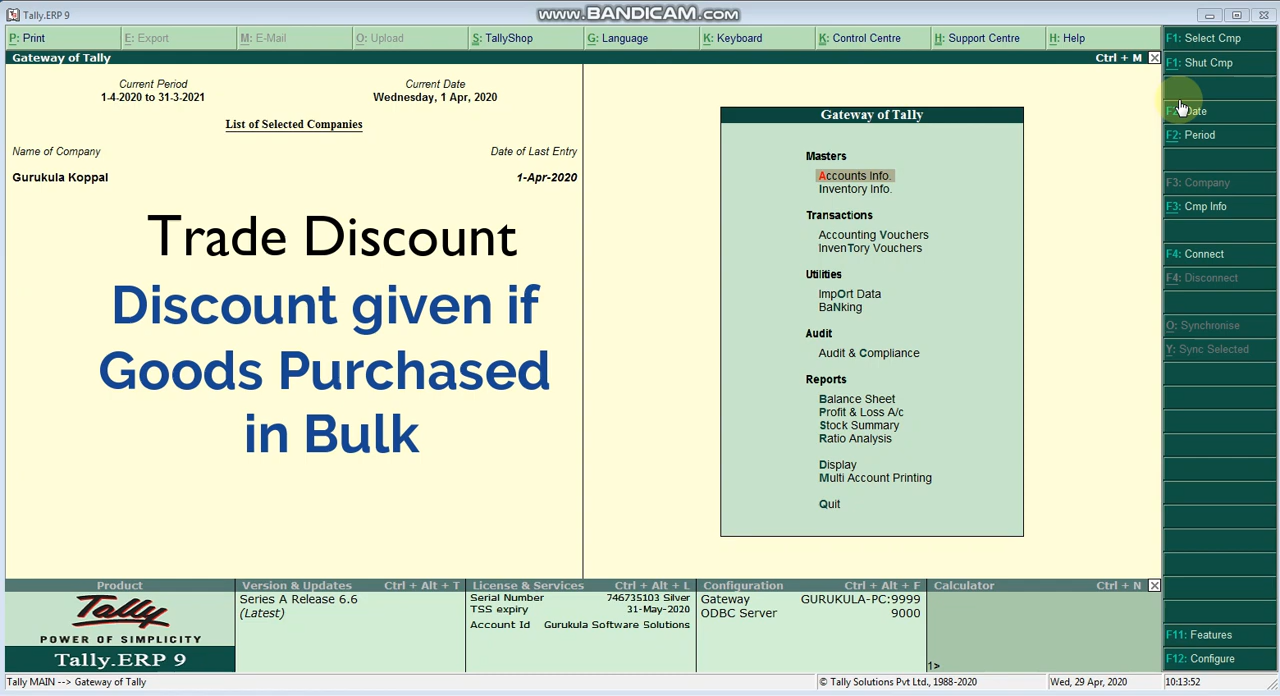 Tally.ERP 9
www.BANDICAM.com
P: Print
E: Export
M: E-Mail
O: Upload
S: TallyShop
G: Language
K: Keyboard
K: Control Centre
H: Support Centre
H: Help
Gateway of Tally
Ctrl + M
Current Period
1-4-2020 to 31-3-2021
Current Date
Wednesday, 1 Apr, 2020
List of Selected Companies
Name of Company
Date of Last Entry
Gurukula Koppal
1-Apr-2020
Trade Discount
Discount given if
Goods Purchased
in Bulk
Gateway of Tally
Masters
Accounts Info.
Inventory Info.
Transactions
Accounting Vouchers
InvenTory Vouchers
Utilities
ImpOrt Data
BaNking
Audit
Audit & Compliance
Reports
Balance Sheet
Profit & Loss A/c
Stock Summary
Ratio Analysis
Display
Multi Account Printing
Quit
F1: Select Cmp
F1: Shut Cmp
F2: Date
F2: Period
F3: Company
F3: Cmp Info
F4: Connect
F4: Disconnect
O: Synchronise
Y: Sync Selected
F11: Features
F12: Configure
Product
Tally
POWER OF SIMPLICITY
Tally.ERP 9
Version & Updates
Ctrl + Alt + T
Series A Release 6.6
(Latest)
License & Services
Ctrl + Alt + L
Serial Number
746735103 Silver
TSS expiry
31-May-2020
Account Id
Gurukula Software Solutions
Configuration
Ctrl + Alt + F
Gateway
GURUKULA-PC:9999
ODBC Server
9000
Calculator
Ctrl + N
1>
Tally MAIN --> Gateway of Tally
© Tally Solutions Pvt Ltd., 1988-2020
Wed, 29 Apr, 2020
10:13:52